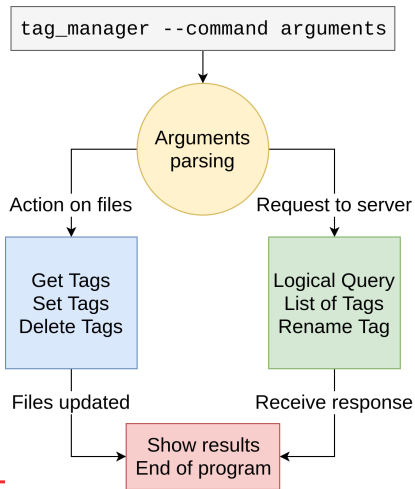 tag_manager --command arguments
Arguments
parsing
Action on files
Request to server
Get Tags
Set Tags
Delete Tags
Logical Query
List of Tags
Rename Tag
Files updated
Receive response
Show results
End of program